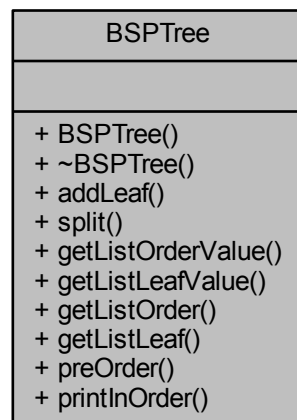 BSPTree
+ BSPTree()
+ ~BSPTree()
+ addLeaf()
+ split()
+ getListOrderValue()
+ getListLeafValue()
+ getListOrder()
+ getListLeaf()
+ preOrder()
+ printInOrder()